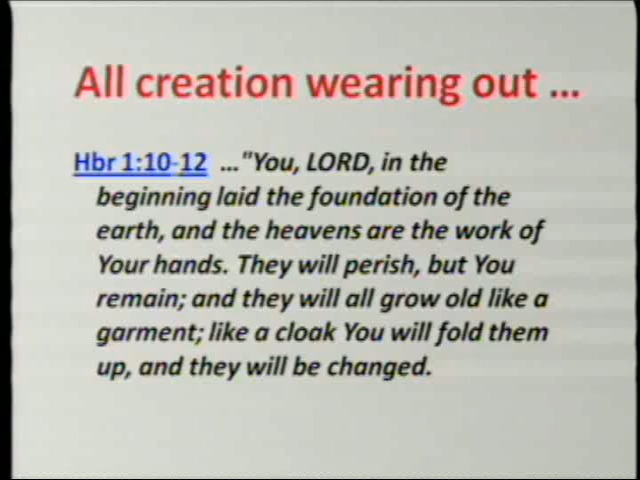 All creation wearing out ...
Hbr 1:10-12 ..."You, LORD, in the
beginning laid the foundation of the
earth, and the heavens are the work of
Your hands. They will perish, but You
remain; and they will all grow old like a
garment; like a cloak You will fold them
up, and they will be changed.